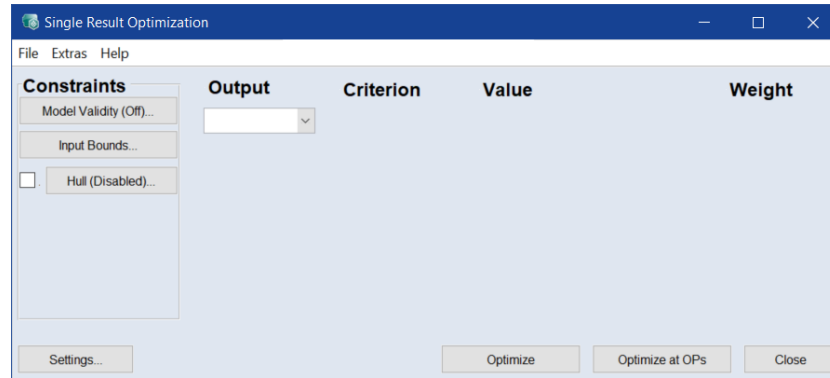 Single Result Optimization
File Extras Help
Constraints
Output
Criterion
Value
Weight
Model Validity (Off)...
Input Bounds...
Hull (Disabled)...
Settings...
Optimize
Optimize at OPs
Close